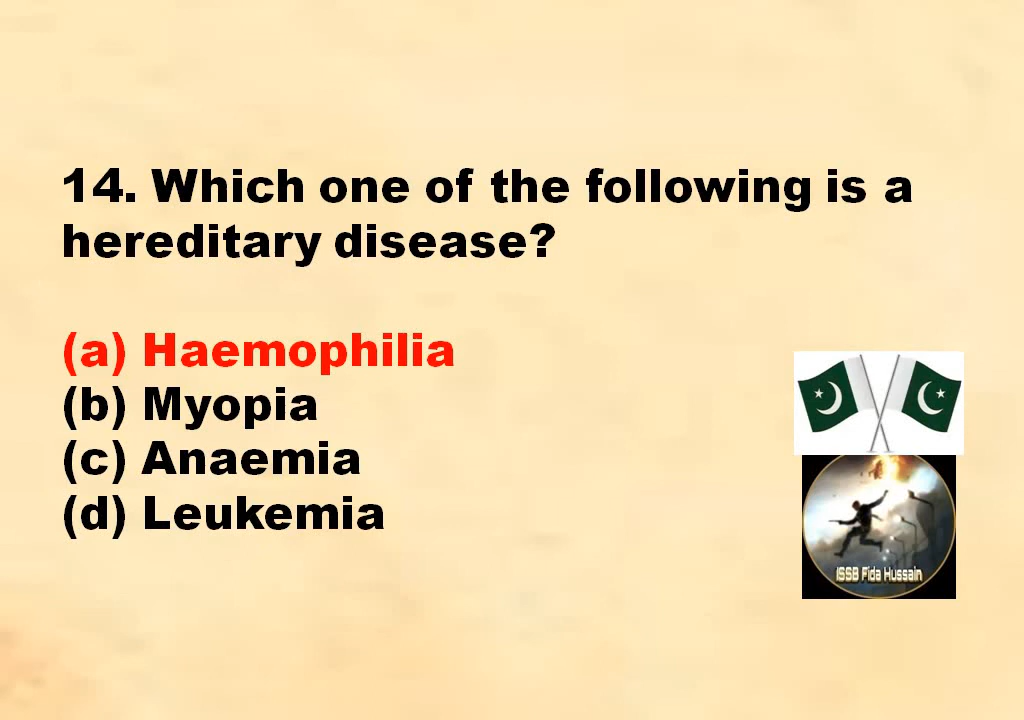 14. Which one of the following is a
hereditary disease?
(a) Haemophilia
(b) Myopia
(c) Anaemia
(d) Leukemia
ISSB Fida Hussain